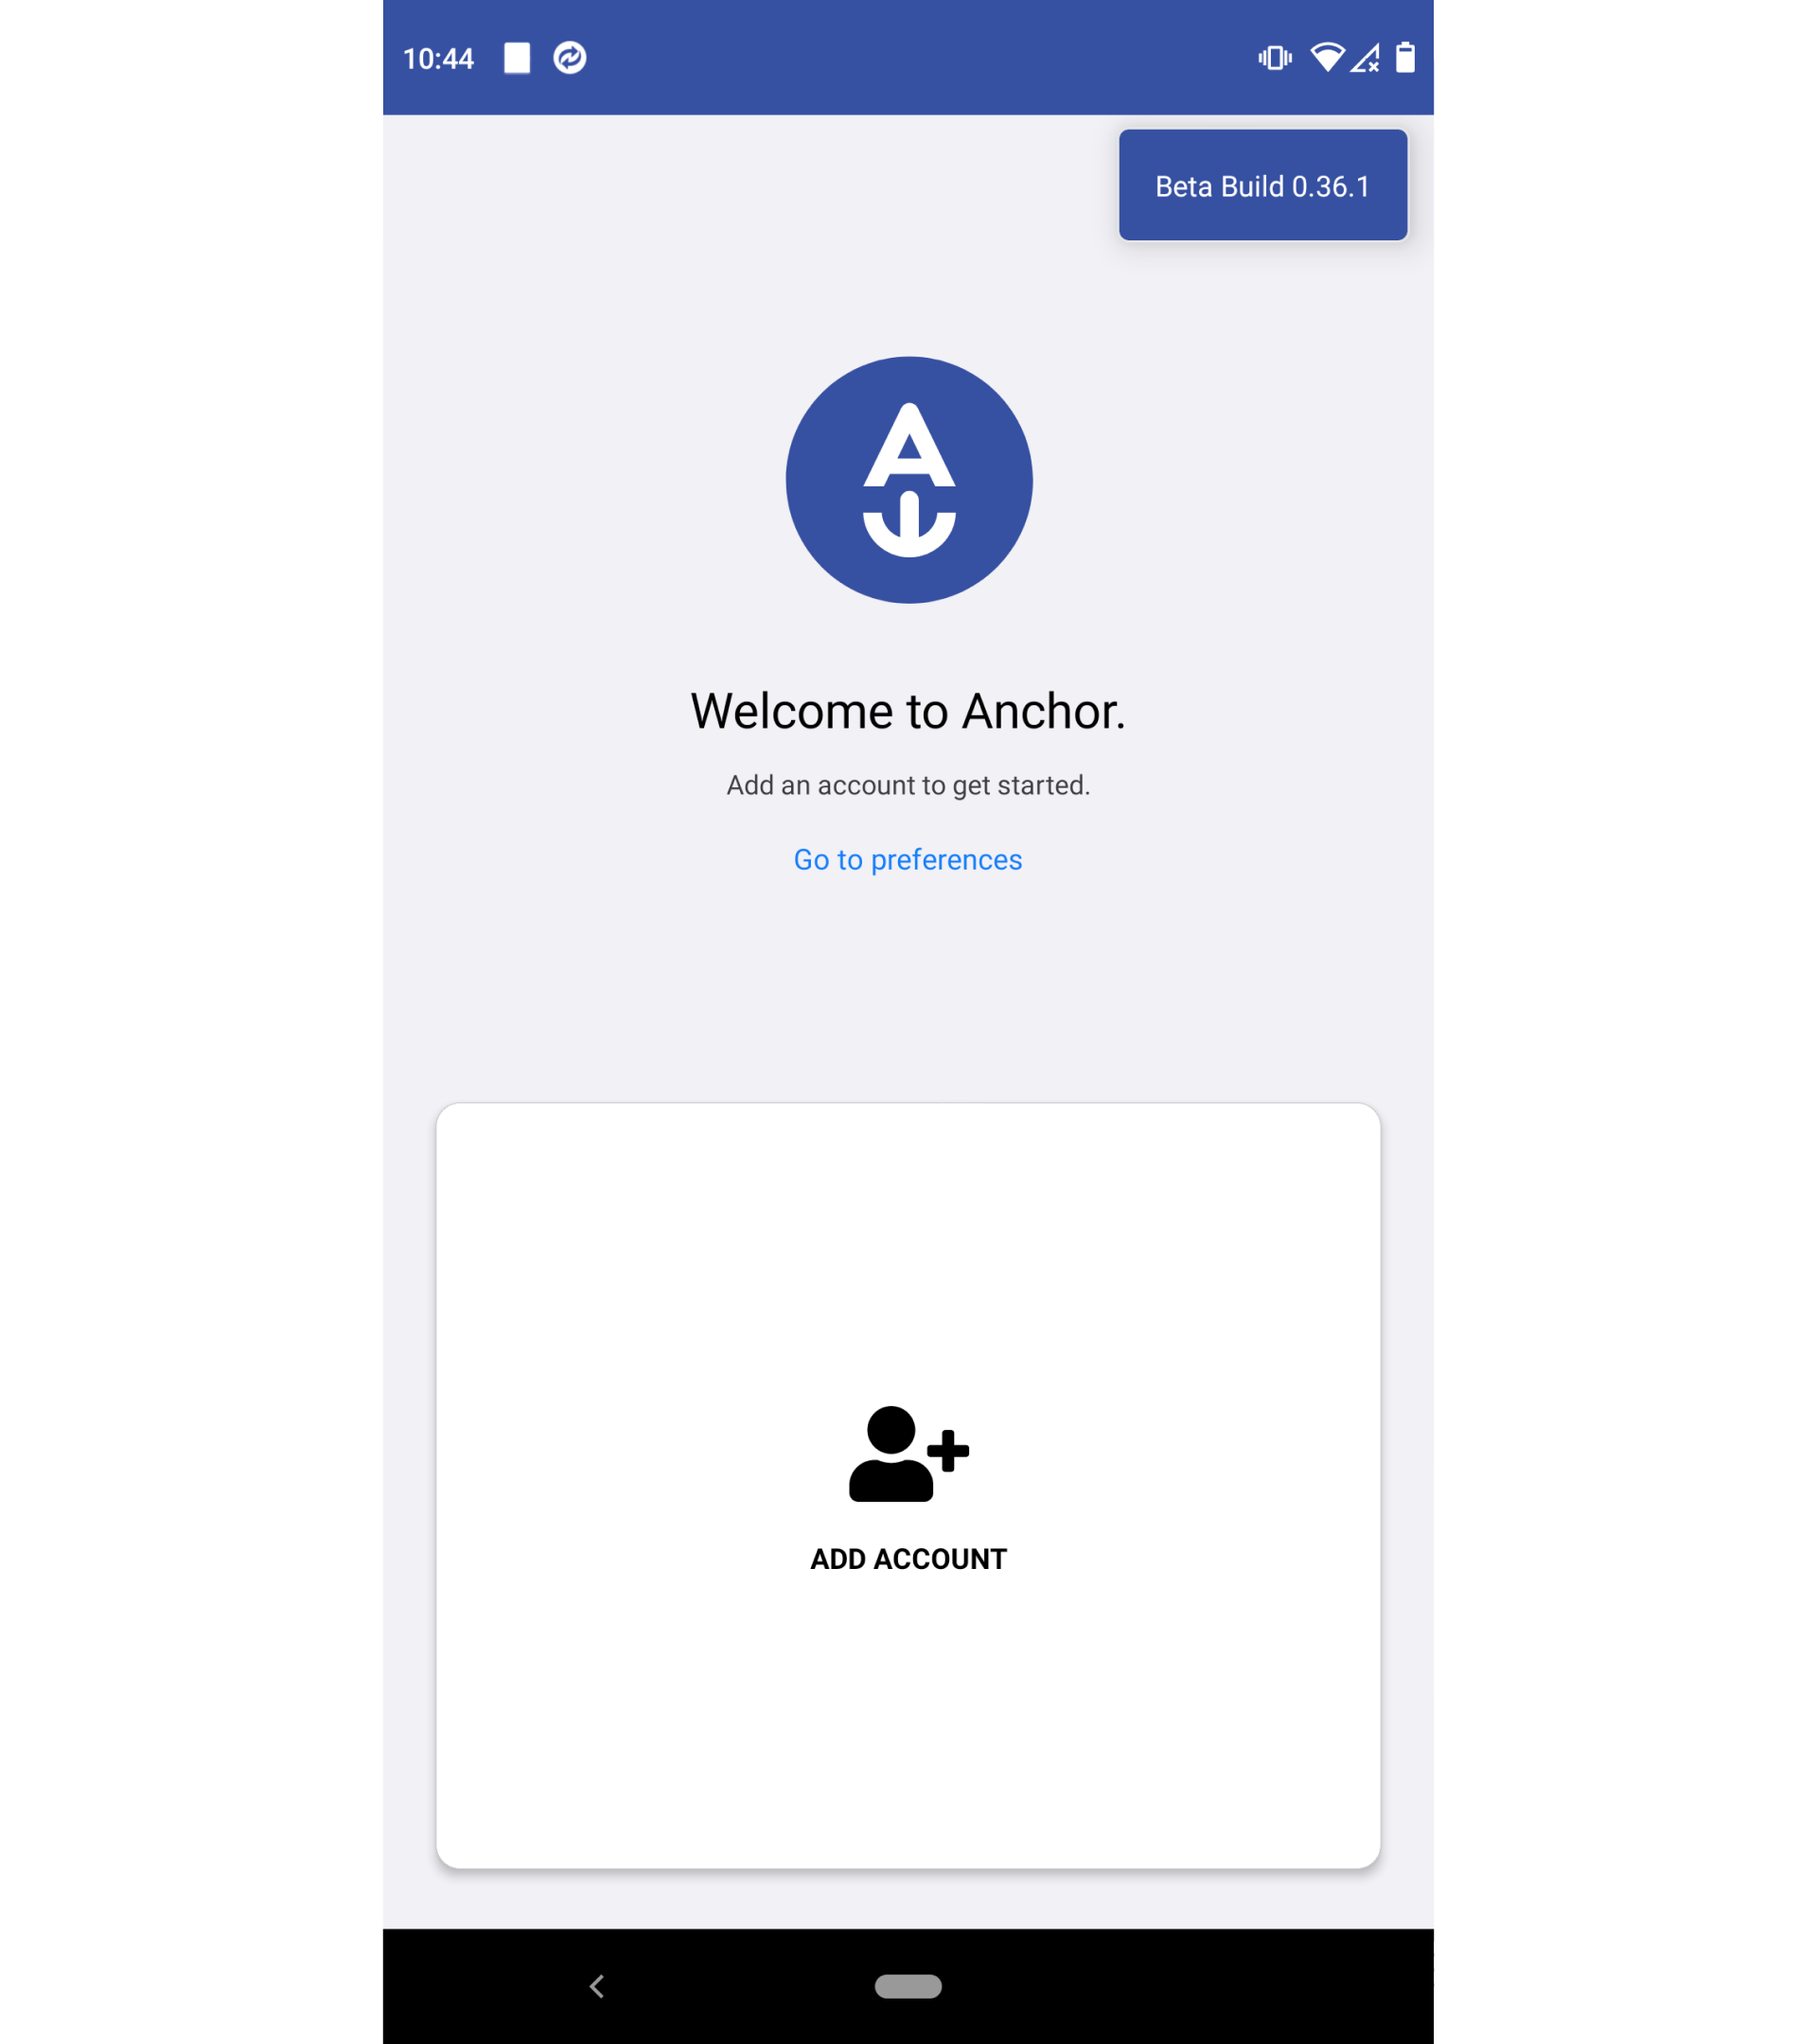 10:44
Beta Build 0.36.1
Welcome to Anchor.
Add an account to get started.
Go to preferences
ADD ACCOUNT